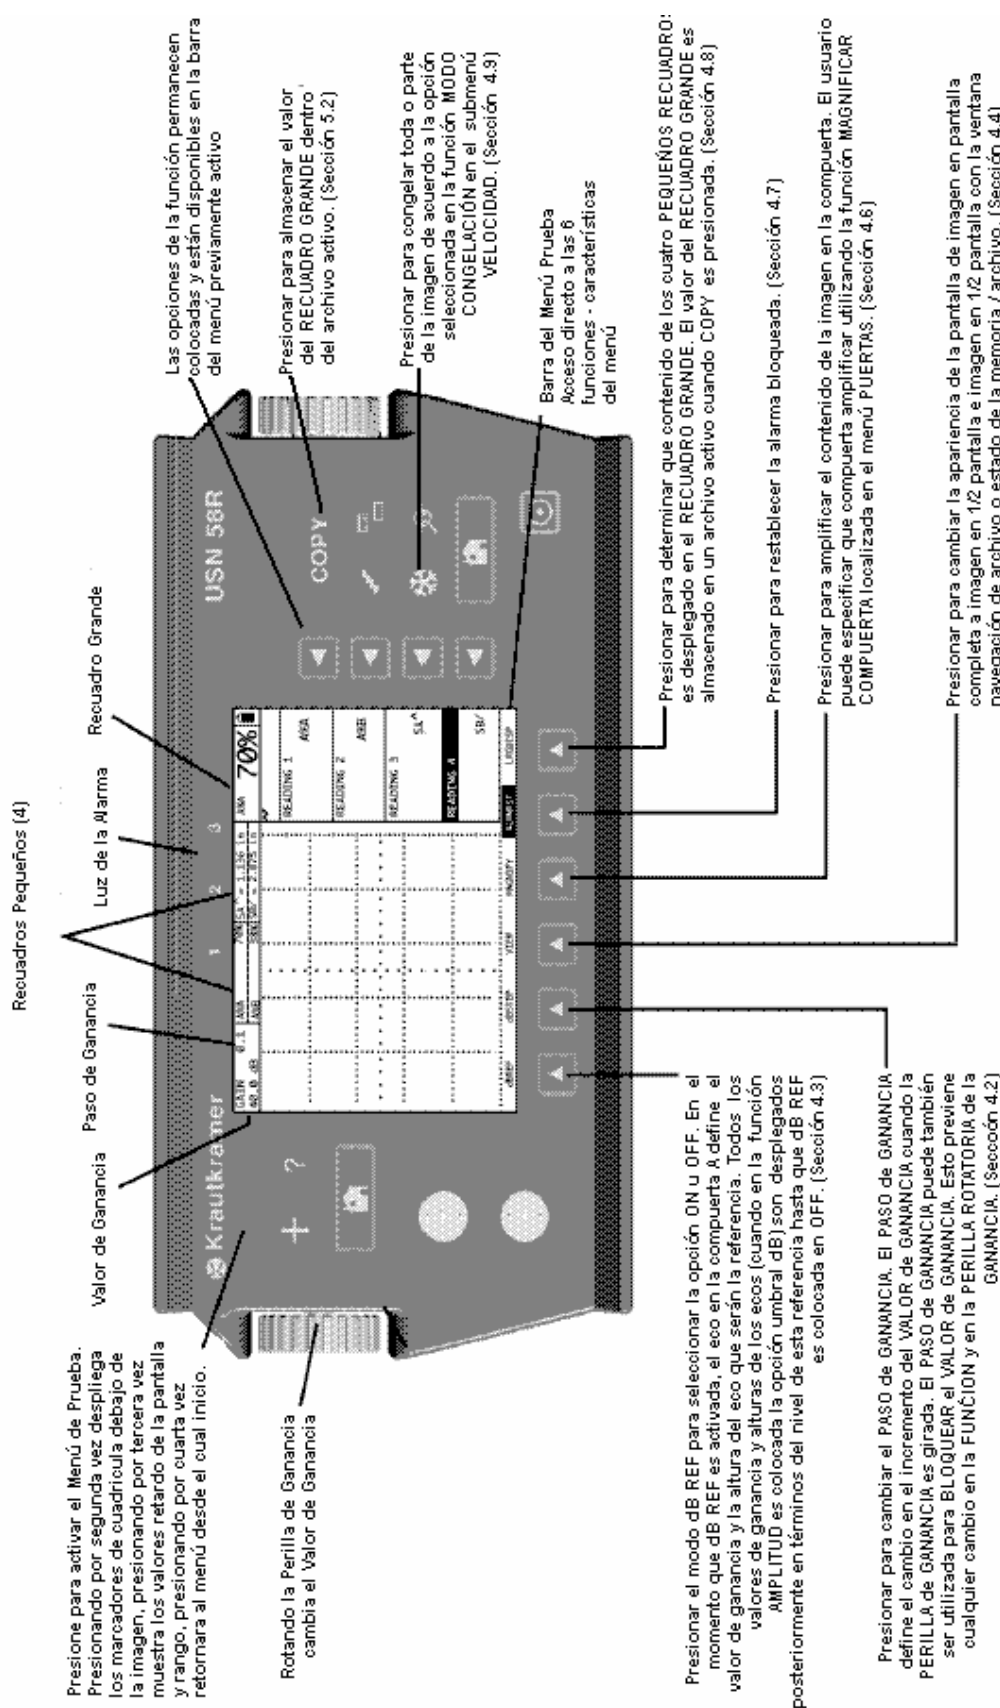 Recuadros Pequeños (4)
Valor de Ganancia
Paso de Ganancia
Luz de la Alarma
Recuadro Grande
Presione para activar el Menú de Prueba.
Presionando por segunda vez despliega
los marcadores de cuadricula debajo de
la imagen, presionando por tercera vez
muestra los valores retardo de la pantalla
y rango, presionando por cuarta vez
retornara al menú desde el cual inicio.
Rotando la Perilla de Ganancia
cambia el Valor de Ganancia
Las opciones de la función permanecen
colocadas y están disponibles en la barra
del menú previamente activo
Presionar para almacenar el valor
del RECUADRO GRANDE dentro
del archivo activo. (Sección 5.2)
Presionar para congelar toda o parte
de la imagen de acuerdo a la opción
seleccionada en la función MODO
CONGELACIÓN en el submenú
VELOCIDAD. (Sección 4.9)
Barra del Menú Prueba
Acceso directo a las 6
funciones - características
del menú
Krautkramer
USN 58R
1 2 3
+ ?
COPY
GAIN 0.1
40.0 dB
A%A 70%
A%B
SA^ = 1.136 in
SB/ = 2.075 in
A%A 70%
READING 1
A%A
READING 2
A%B
READING 3
SA^
READING 4
SB/
dBREF dBSTEP VIEW MAGNIFY LRGDSP
Presionar el modo dB REF para seleccionar la opción ON u OFF. En el
momento que dB REF es activada, el eco en la compuerta A define el
valor de ganancia y la altura del eco que serán la referencia. Todos los
valores de ganancia y alturas de los ecos (cuando en la función
AMPLITUD es colocada la opción umbral dB) son desplegados
posteriormente en términos del nivel de esta referencia hasta que dB REF
es colocada en OFF. (Sección 4.3)
Presionar para cambiar el PASO de GANANCIA. El PASO de GANANCIA
define el cambio en el incremento del VALOR de GANANCIA cuando la
PERILLA de GANANCIA es girada. El PASO de GANANCIA puede también
ser utilizada para BLOQUEAR el VALOR de GANANCIA. Esto previene
cualquier cambio en la FUNCION y en la PERILLA ROTATORIA de la
GANANCIA. (Seccoón 4.2)
Presionar para determinar que contenido de los cuatro PEQUEÑOS RECUADROS
es desplegado en el RECUADRO GRANDE. El valor del RECUADRO GRANDE es
almacenado en un archivo activo cuando COPY es presionada. (Sección 4.8)
Presionar para restablecer la alarma bloqueada. (Sección 4.7)
Presionar para amplificar el contenido de la imagen en la compuerta. El usuario
puede especificar que compuerta amplificar utilizando la función MAGNIFICAR
COMPUERTA localizada en el menú PUERTAS. (Sección 4.6)
Presionar para cambiar la apariencia de la pantalla de imagen en pantalla
completa a imagen en 1/2 pantalla e imagen en 1/2 pantalla con la ventana
navegación de archivo o estado de la memoria / archivo. (Sección 4.4)